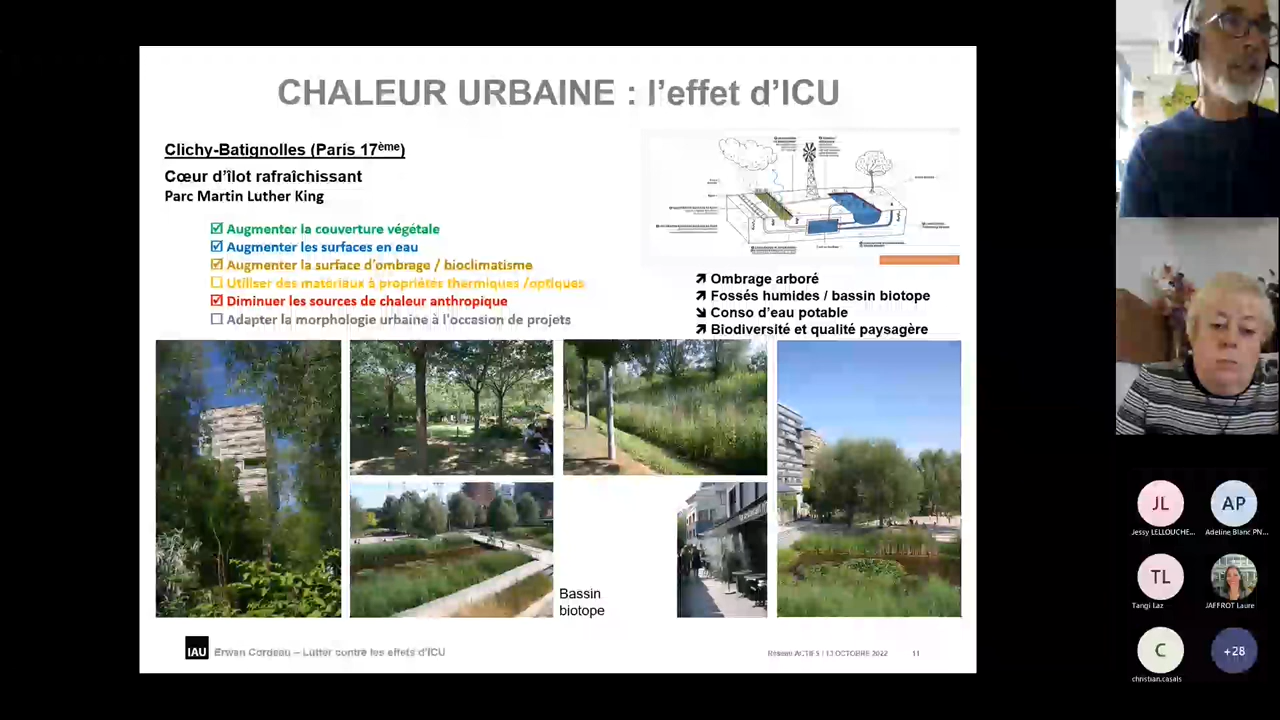 CHALEUR URBAINE : l'effet d'ICU
Clichy-Batignolles (Paris 17ème)
Cœur d'îlot rafraîchissant
Parc Martin Luther King
Augmenter la couverture végétale
Augmenter les surfaces en eau
Augmenter la surface d'ombrage / bioclimatisme
Utiliser des matériaux à propriétés thermiques /optiques
Diminuer les sources de chaleur anthropique
Adapter la morphologie urbaine à l'occasion de projets
Ombrage arboré
Fossés humides / bassin biotope
Conso d'eau potable
Biodiversité et qualité paysagère
Bassin
biotope
IAU Erwan Cordeau – Lutter contre les effets d'ICU
Réseau ACTIFS / 13 OCTOBRE 2022 11
JL AP
Jessy LELLOUCHE... Adeline Blanc PN...
TL
Tangi Laz JAFFROT Laure
C +28
christian.casals